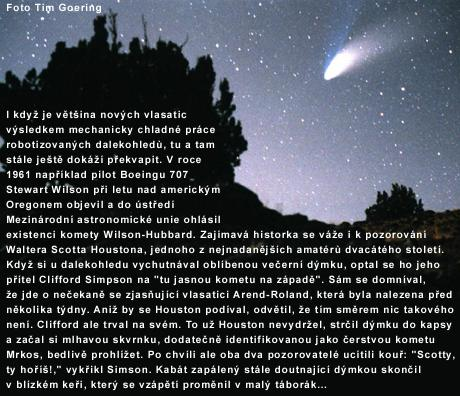 Foto Tim Goering
I když je většina nových vlasatic
výsledkem mechanicky chladné práce
robotizovaných dalekohledů, tu a tam
stále ještě dokáží překvapit. V roce
1961 například pilot Boeingu 707
Stewart Wilson při letu nad americkým
Oregonem objevil a do ústředí
Mezinárodní astronomické unie ohlásil
existenci komety Wilson-Hubbard. Zajímavá historka se váže i k pozorování
Waltera Scotta Houstona, jednoho z nejnadanějších amatérů dvacátého století.
Když si u dalekohledu vychutnával oblíbenou večerní dýmku, optal se ho jeho
přítel Clifford Simpson na "tu jasnou kometu na západě". Sám se domníval,
že jde o nečekaně se zjasňující vlasatici Arend-Roland, která byla nalezena před
několika týdny. Aniž by se Houston podíval, odvětil, že tím směrem nic takového
není. Clifford ale trval na svém. To už Houston nevydržel, strčil dýmku do kapsy
a začal si mlhavou skvrnku, dodatečně identifikovanou jako čerstvou kometu
Mrkos, bedlivě prohlížet. Po chvíli ale oba dva pozorovatelé ucítili kouř: "Scotty,
ty hoříš!," vykřikl Simson. Kabát zapálený stále doutnající dýmkou skončil
v blízkém keři, který se vzápětí proměnil v malý táborák...